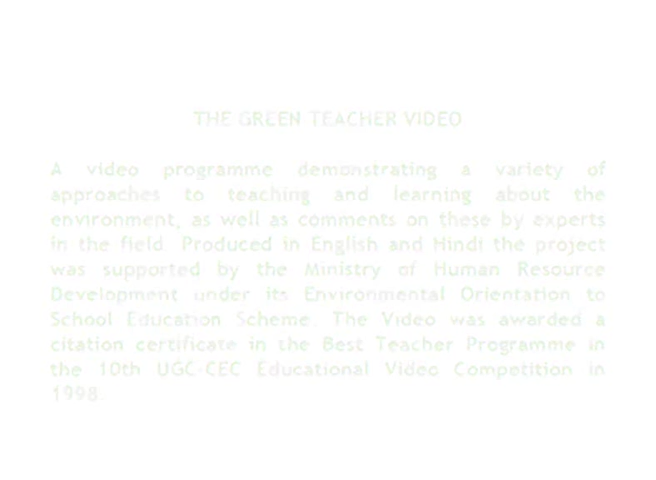 THE GREEN TEACHER VIDEO
A video programme demonstrating a variety of
approaches to teaching and learning about the
environment, as well as comments on these by experts
in the field. Produced in English and Hindi the project
was supported by the Ministry of Human Resource
Development under its Environmental Orientation to
School Education Scheme. The Video was awarded a
citation certificate in the Best Teacher Programme in
the 10th UGC-CEC Educational Video Competition in
1998.